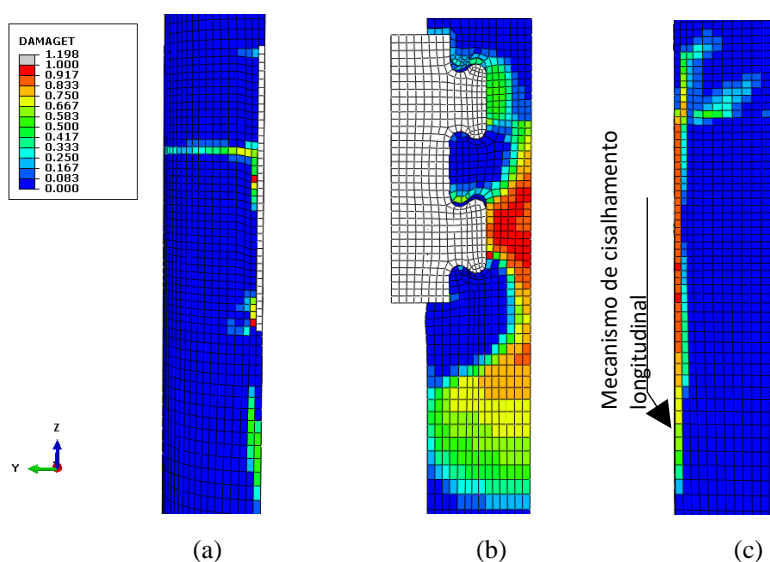 DAMAGET
1.198
1.000
0.917
0.833
0.750
0.667
0.583
0.500
0.417
0.333
0.250
0.167
0.083
0.000
Mecanismo de cisalhamento
longitudinal
Z
Y
(a)
(b)
(c)